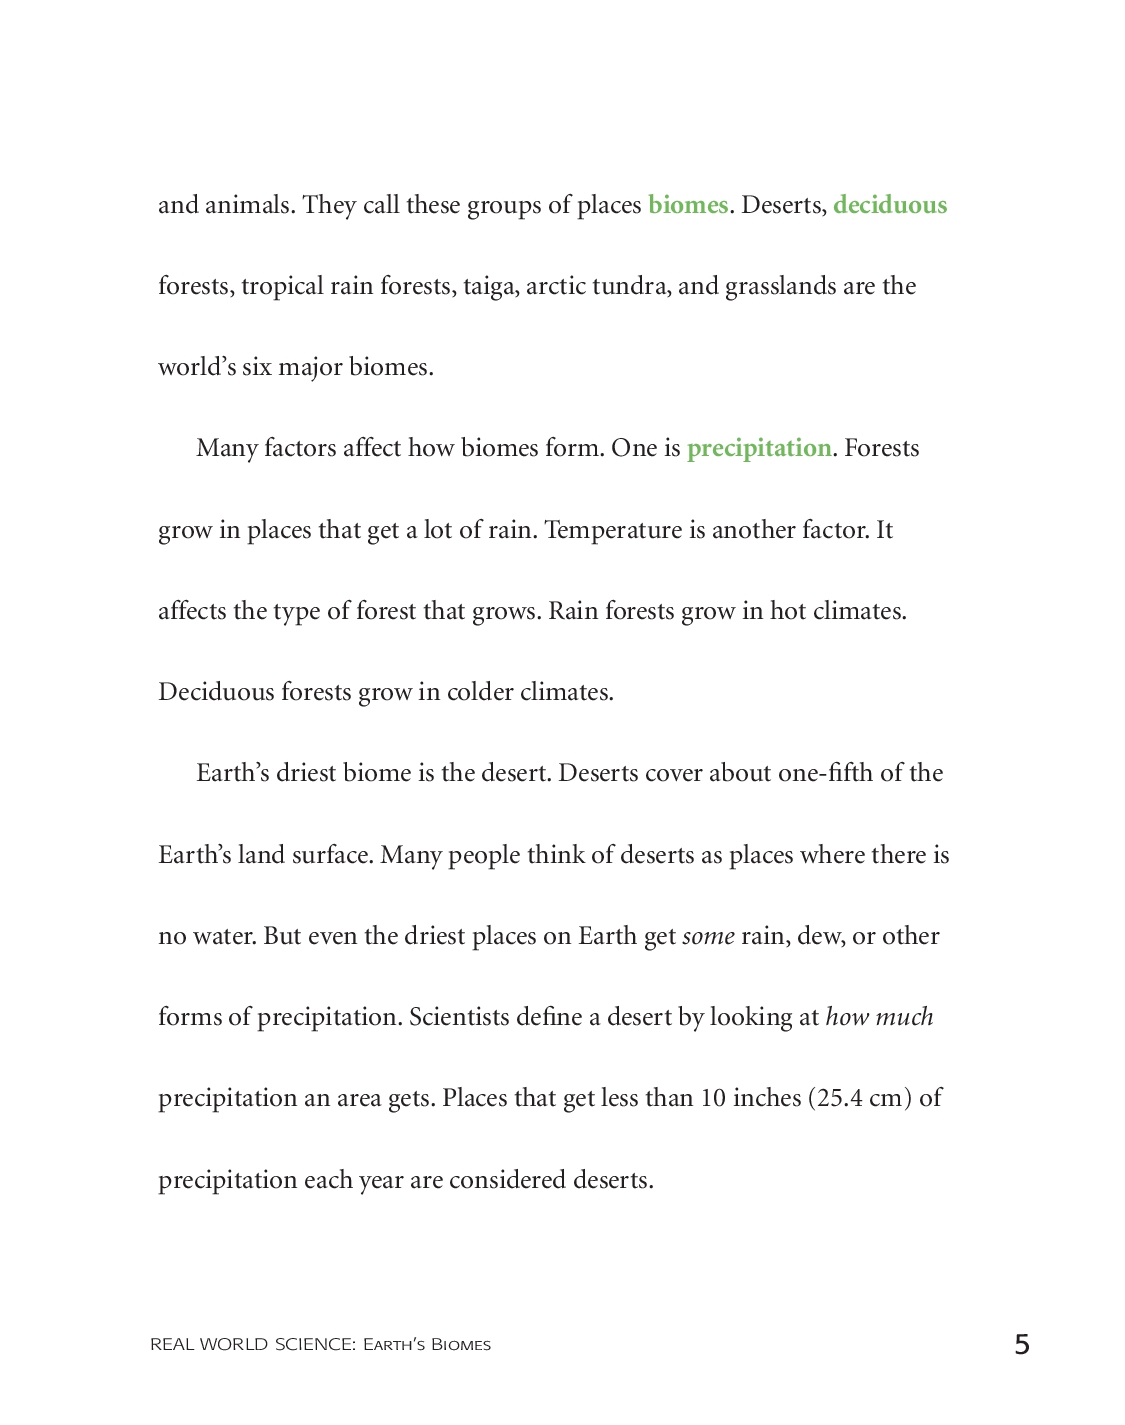 and animals. They call these groups of places biomes. Deserts, deciduous
forests, tropical rain forests, taiga, arctic tundra, and grasslands are the
world’s six major biomes.
Many factors affect how biomes form. One is precipitation. Forests
grow in places that get a lot of rain. Temperature is another factor. It
affects the type of forest that grows. Rain forests grow in hot climates.
Deciduous forests grow in colder climates.
Earth’s driest biome is the desert. Deserts cover about one-fifth of the
Earth’s land surface. Many people think of deserts as places where there is
no water. But even the driest places on Earth get some rain, dew, or other
forms of precipitation. Scientists define a desert by looking at how much
precipitation an area gets. Places that get less than 10 inches (25.4 cm) of
precipitation each year are considered deserts.
REAL WORLD SCIENCE: Earth’s Biomes
5